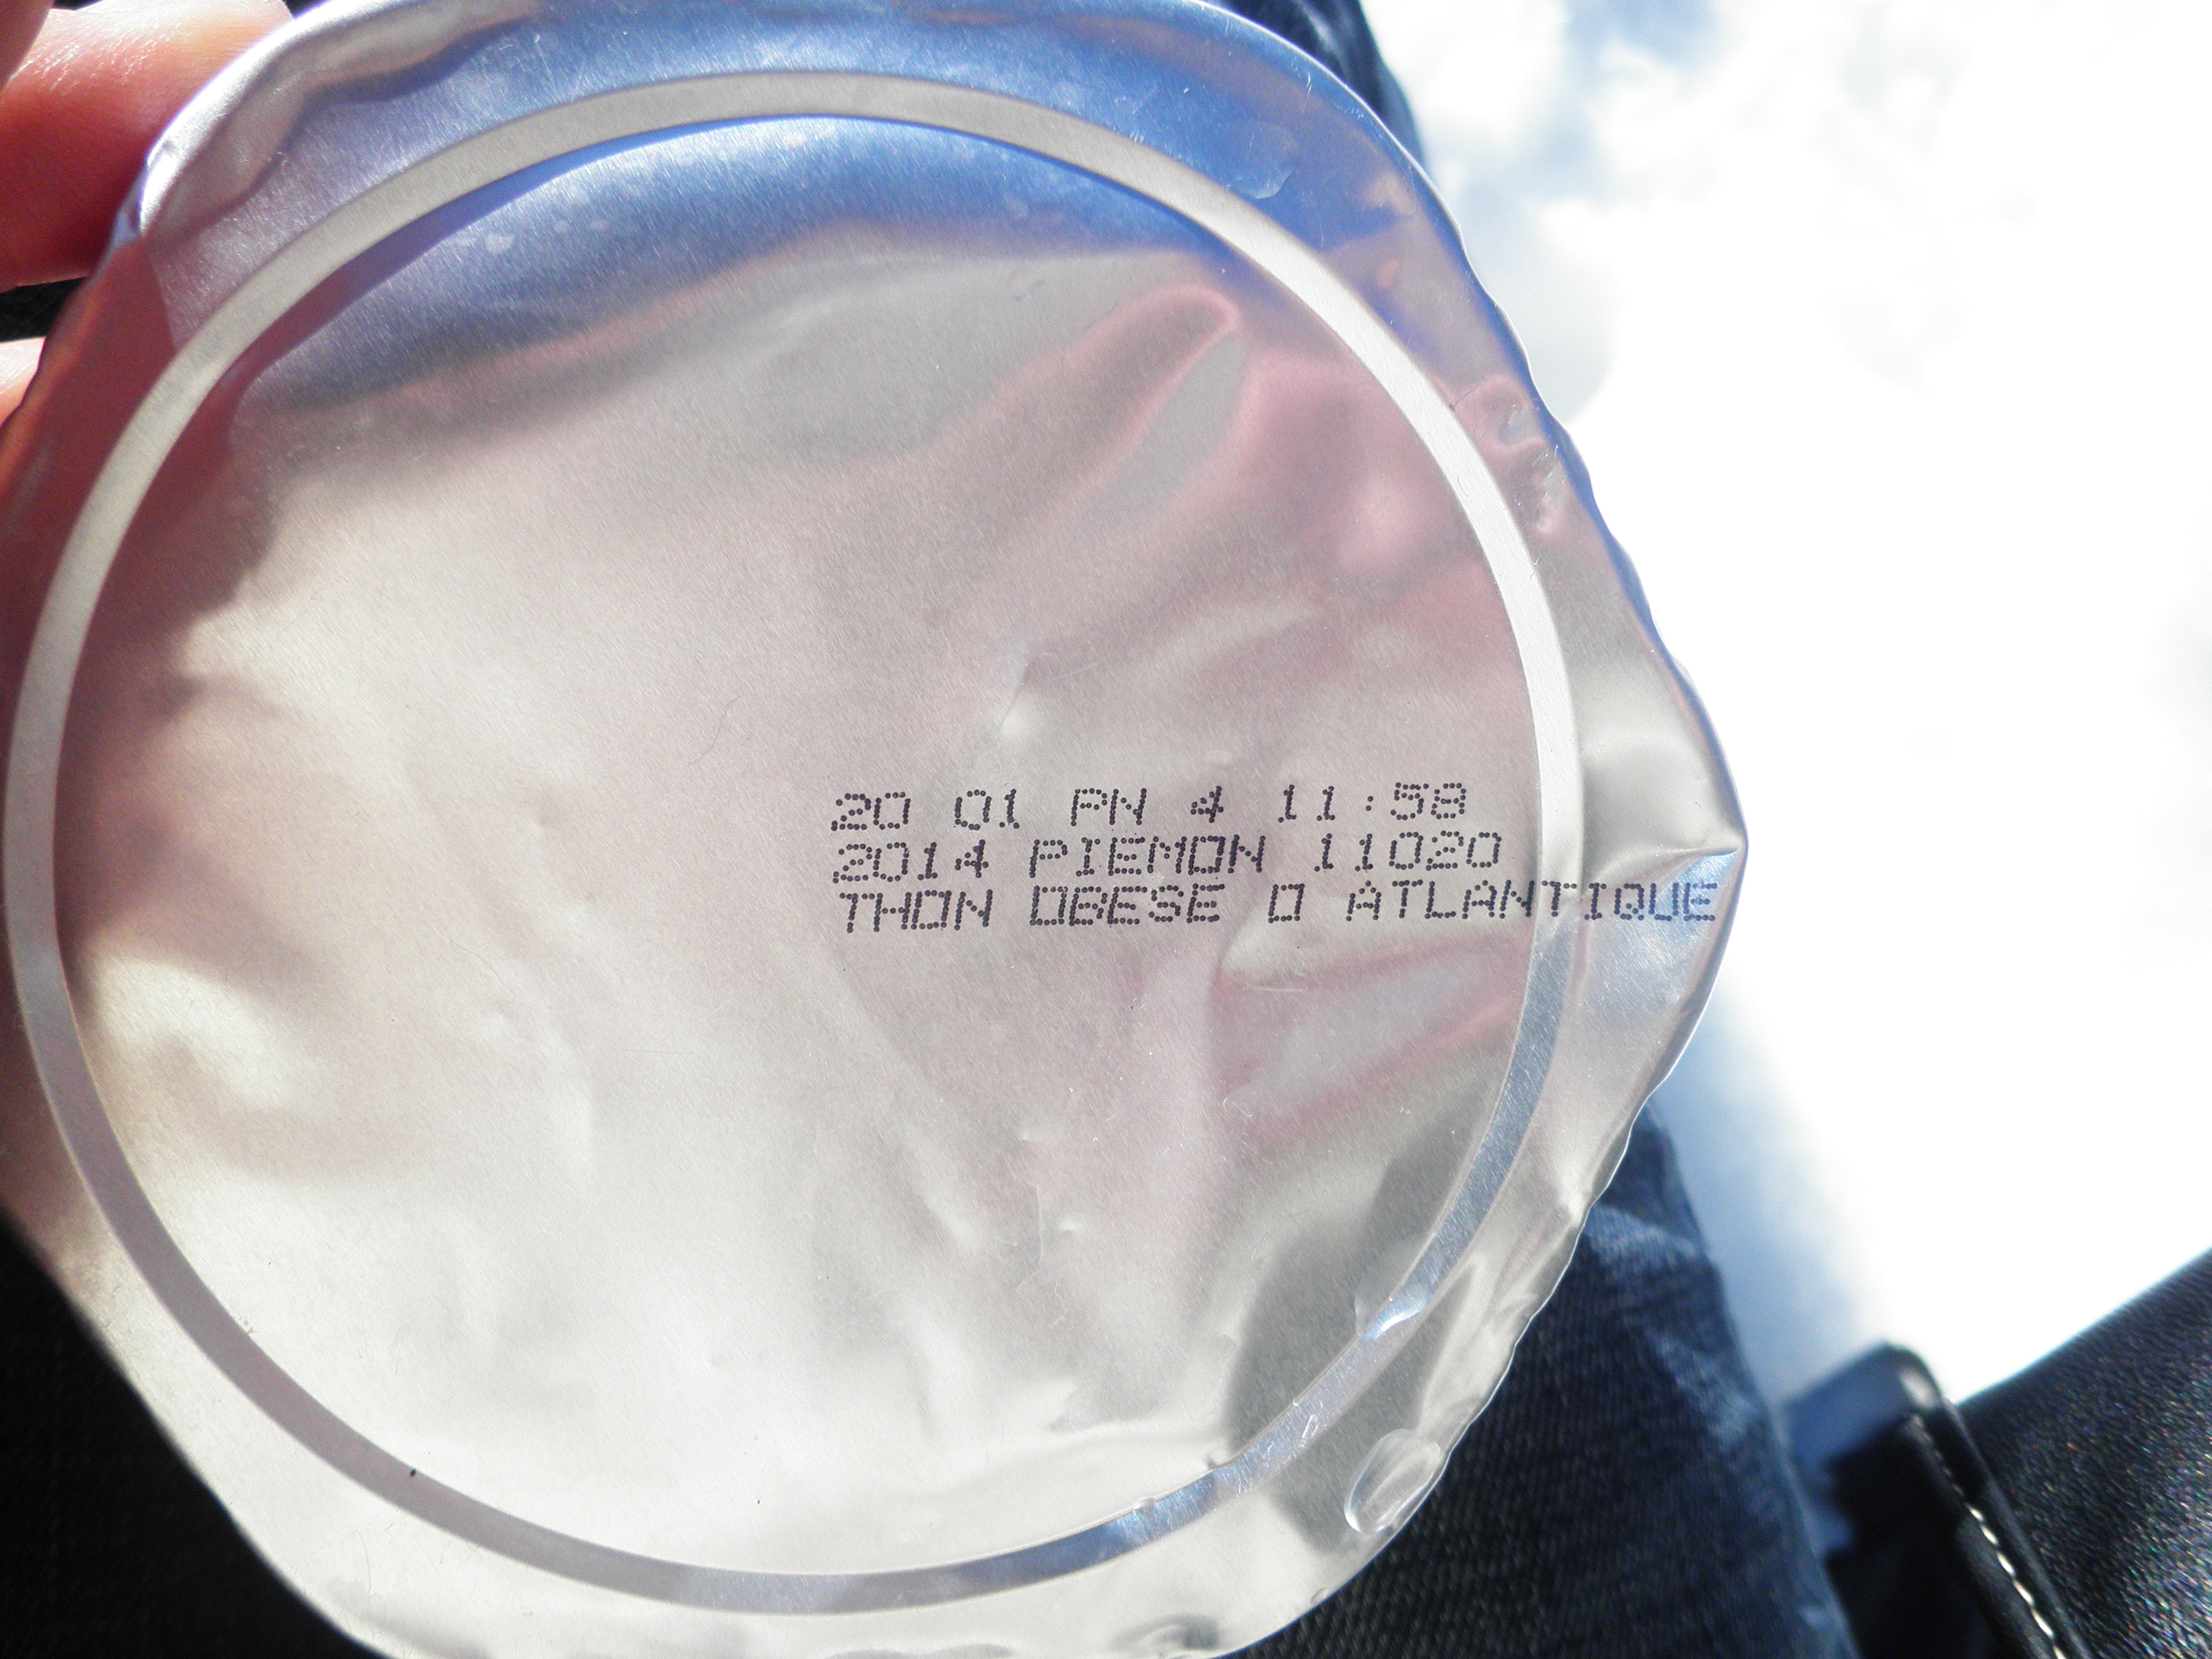 20 01 PN 4 11:58
2014 PIEMON 11020
THON OBESE O ATLANTIQUE